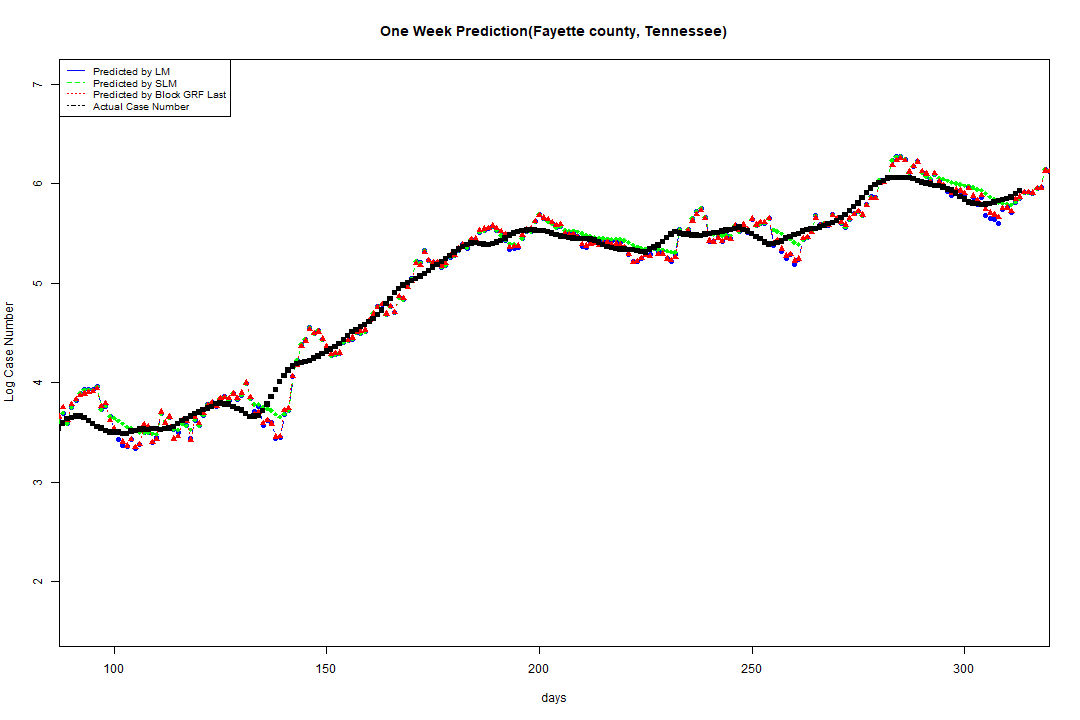 One Week Prediction(Fayette county, Tennessee)
Predicted by LM
Predicted by SLM
Predicted by Block GRF Last
Actual Case Number
7
6
5
4
3
2
Log Case Number
100 150 200 250 300
days